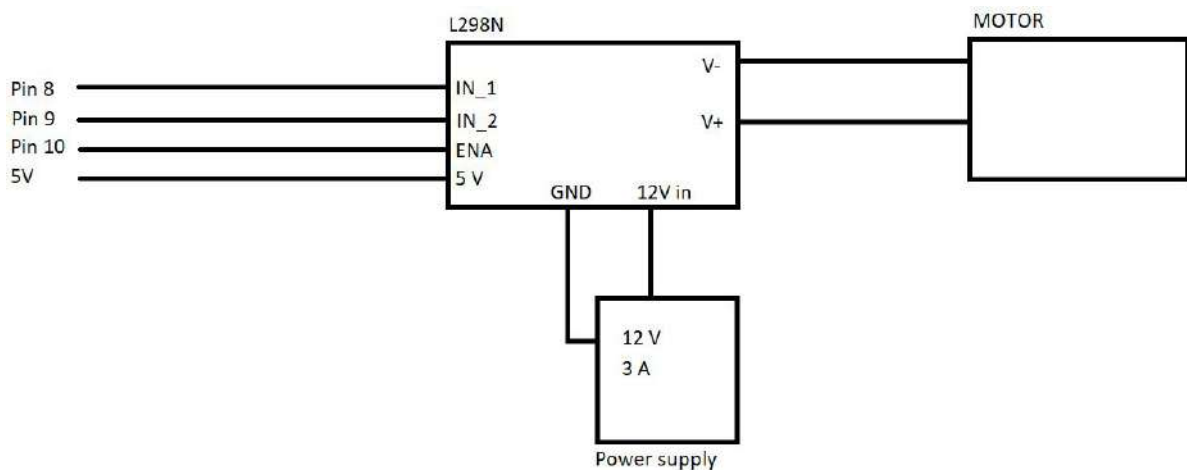 L298N
MOTOR
V-
Pin 8
IN_1
Pin 9
IN_2
V+
Pin 10
ENA
5V
5 V
GND
12V in
12 V
3 A
Power supply